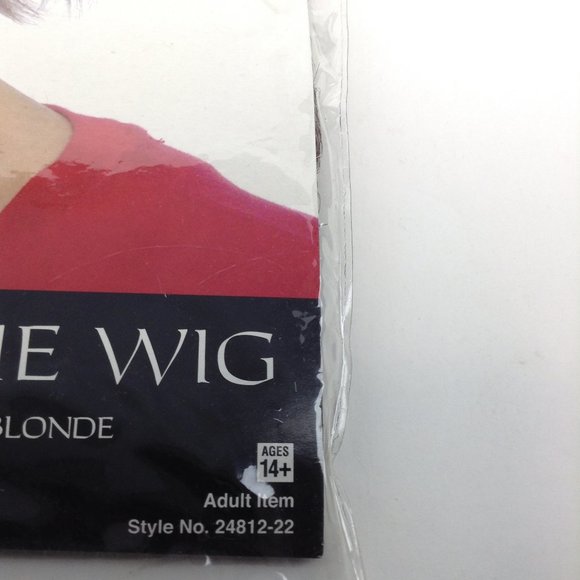 IE WIG
BLONDE
AGES
14+
Adult Item
Style No. 24812-22